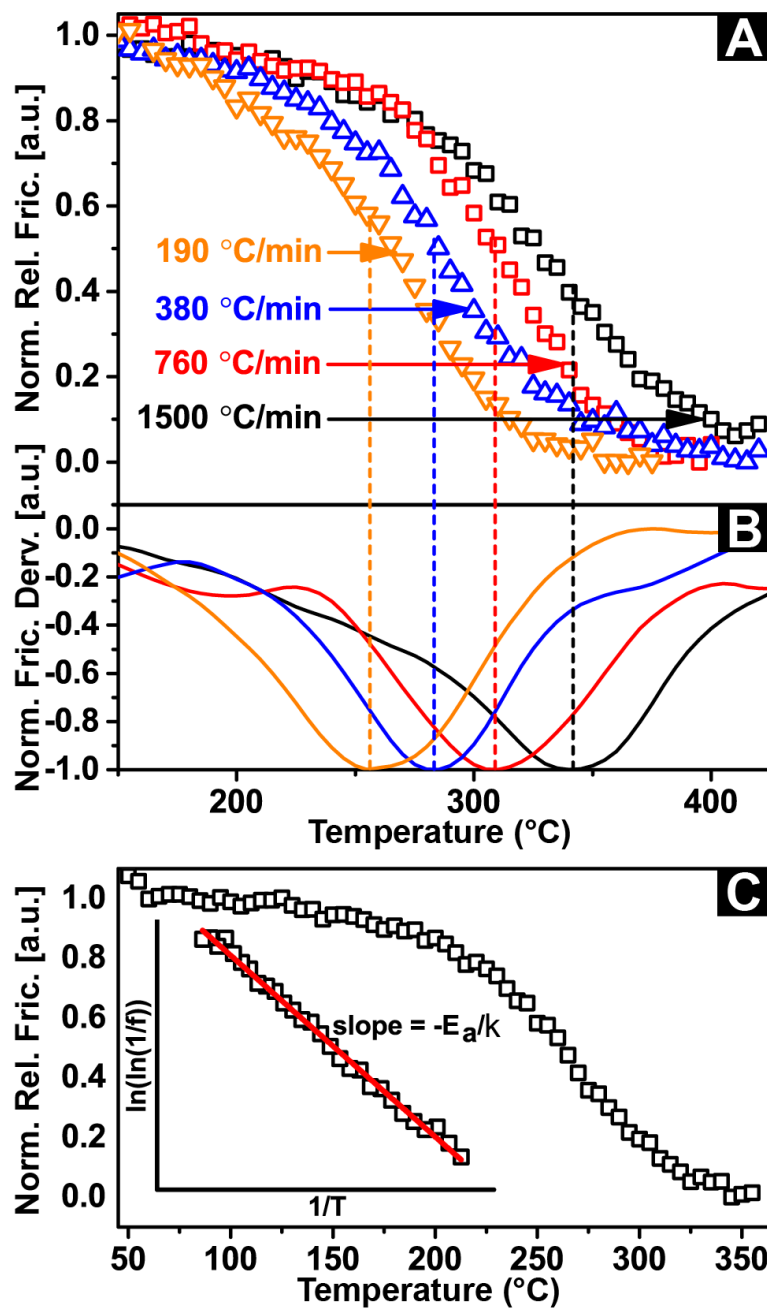 A
Norm. Rel. Fric. [a.u.]
1.0
0.8
0.6
0.4
0.2
0.0
190 °C/min
380 °C/min
760 °C/min
1500 °C/min
B
Norm. Fric. Derv. [a.u.]
0.0
-0.2
-0.4
-0.6
-0.8
-1.0
200 300 400
Temperature (°C)
C
Norm. Rel. Fric. [a.u.]
1.0
0.8
0.6
0.4
0.2
0.0
ln(ln(1/f))
slope = -Ea/k
1/T
50 100 150 200 250 300 350
Temperature (°C)